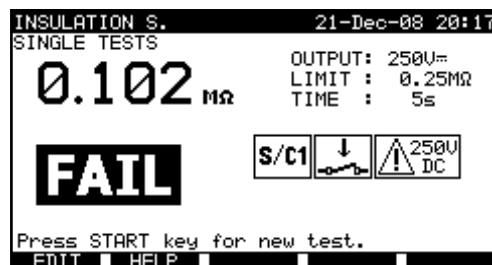 INSULATION S. 21-Dec-08 20:17
SINGLE TESTS
0.102 MΩ
OUTPUT: 250V⎓
LIMIT : 0.25MΩ
TIME : 5s
FAIL
S/C1
250V
DC
Press START key for new test.
EDIT HELP